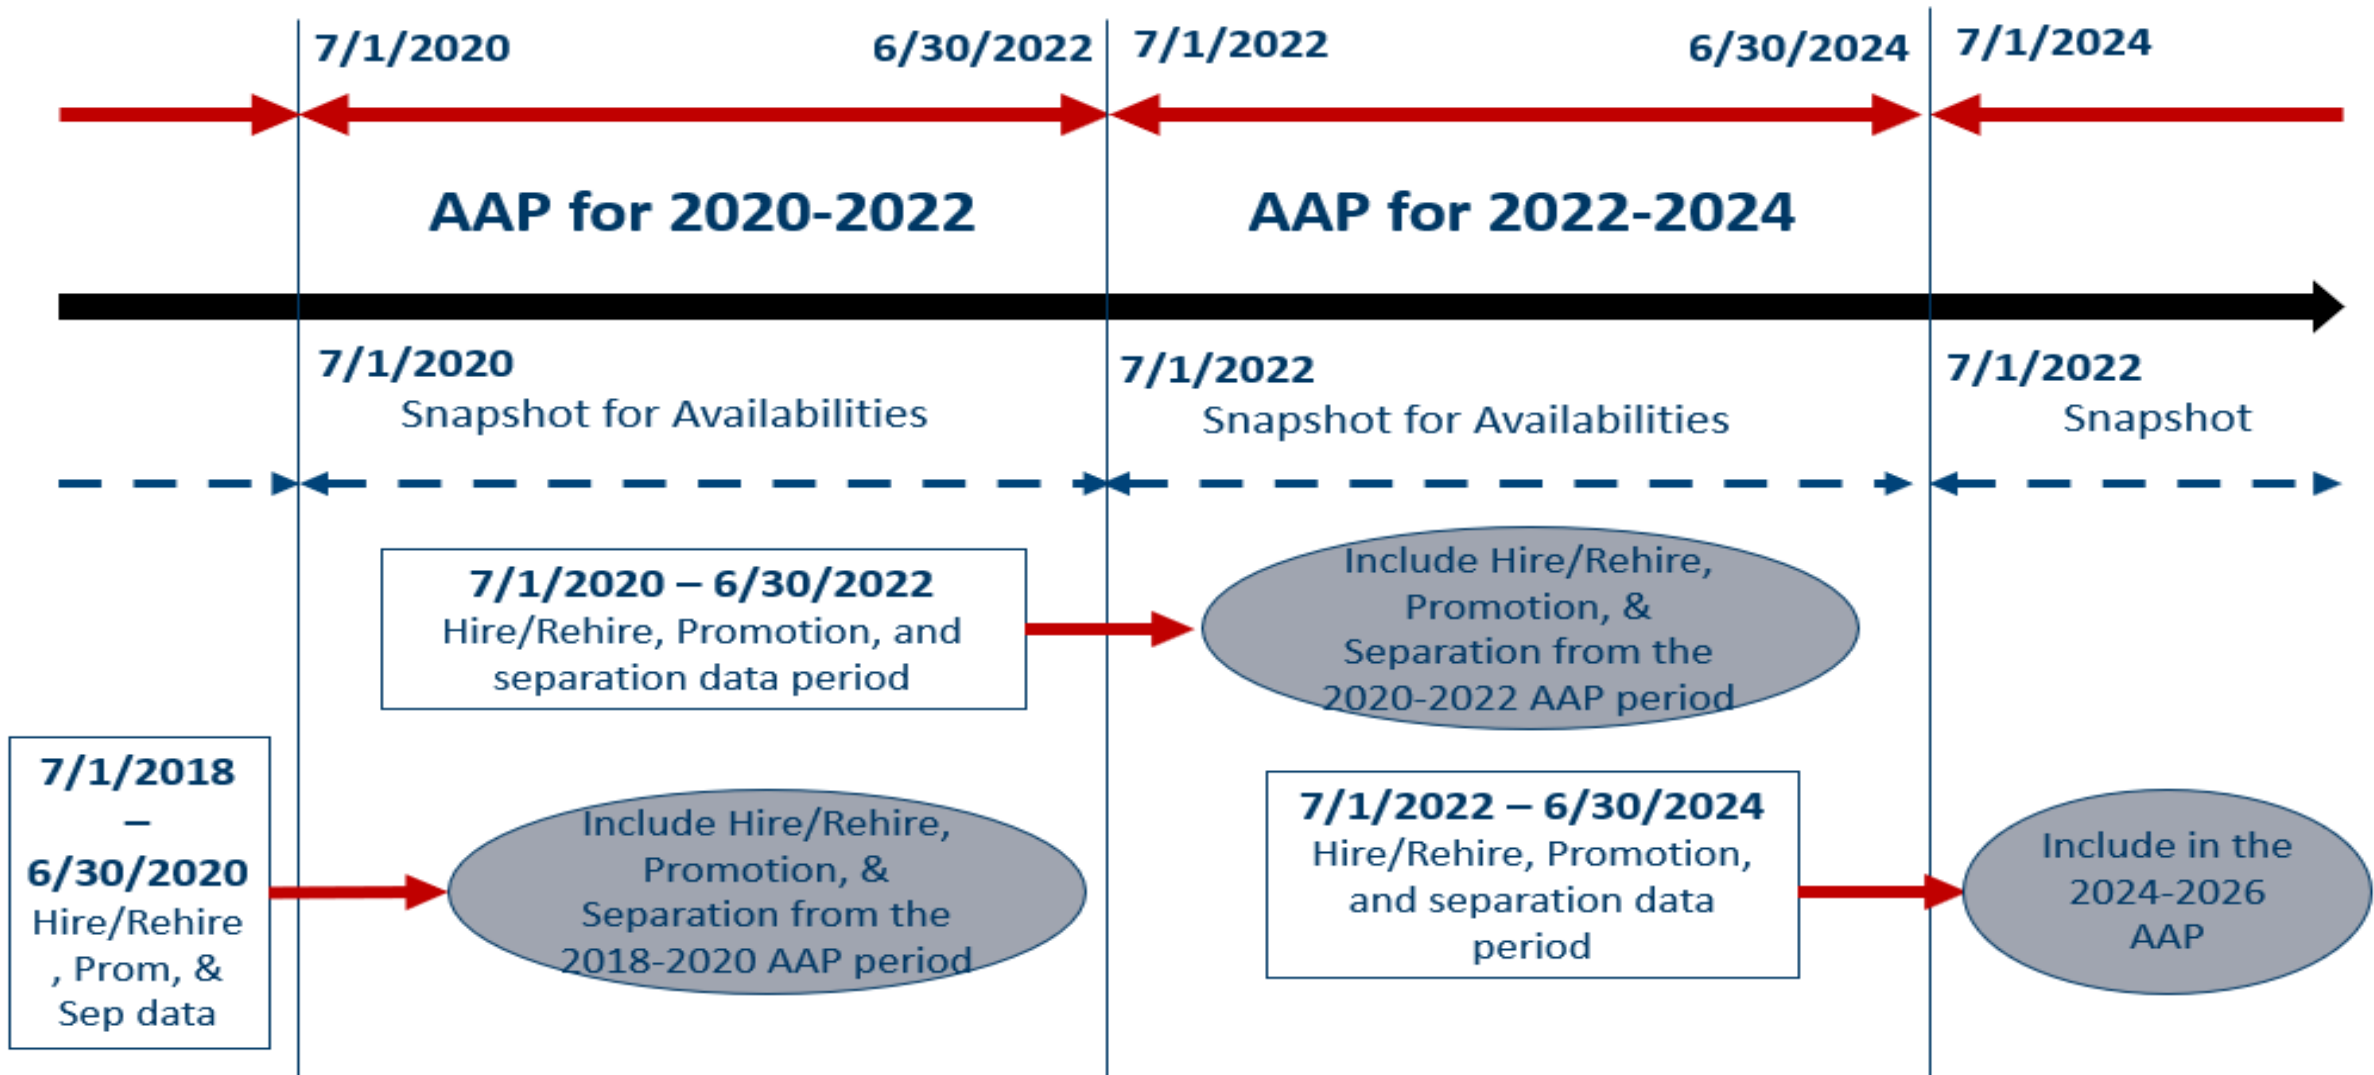 7/1/2020
6/30/2022
7/1/2022
6/30/2024
7/1/2024
AAP for 2020-2022
AAP for 2022-2024
7/1/2020
Snapshot for Availabilities
7/1/2022
Snapshot for Availabilities
7/1/2022
Snapshot
7/1/2020 – 6/30/2022
Hire/Rehire, Promotion, and
separation data period
Include Hire/Rehire,
Promotion, &
Separation from the
2020-2022 AAP period
7/1/2018
–
6/30/2020
Hire/Rehire
, Prom, &
Sep data
Include Hire/Rehire,
Promotion, &
Separation from the
2018-2020 AAP period
7/1/2022 – 6/30/2024
Hire/Rehire, Promotion,
and separation data
period
Include in the
2024-2026
AAP